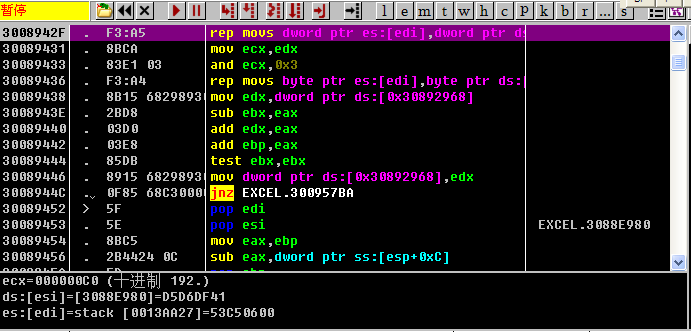 暂停 l e m t w h c p k b z r ... s
3008942F . F3:A5 rep movs dword ptr es:[edi],dword ptr ds
30089431 . 8BCA mov ecx,edx
30089433 . 83E1 03 and ecx,0x3
30089436 . F3:A4 rep movs byte ptr es:[edi],byte ptr ds:[
30089438 . 8B15 68298930 mov edx,dword ptr ds:[0x30892968]
3008943E . 2BD8 sub ebx,eax
30089440 . 03D0 add edx,eax
30089442 . 03E8 add ebp,eax
30089444 . 85DB test ebx,ebx
30089446 . 8915 68298930 mov dword ptr ds:[0x30892968],edx
3008944C . 0F85 68C30000 jnz EXCEL.300957BA
30089452 > 5F pop edi
30089453 . 5E pop esi EXCEL.3088E980
30089454 . 8BC5 mov eax,ebp
30089456 . 2B4424 0C sub eax,dword ptr ss:[esp+0xC]
ecx=000000C0 (十进制 192.)
ds:[esi]=[3088E980]=D5D6DF41
es:[edi]=stack [0013AA27]=53C50600